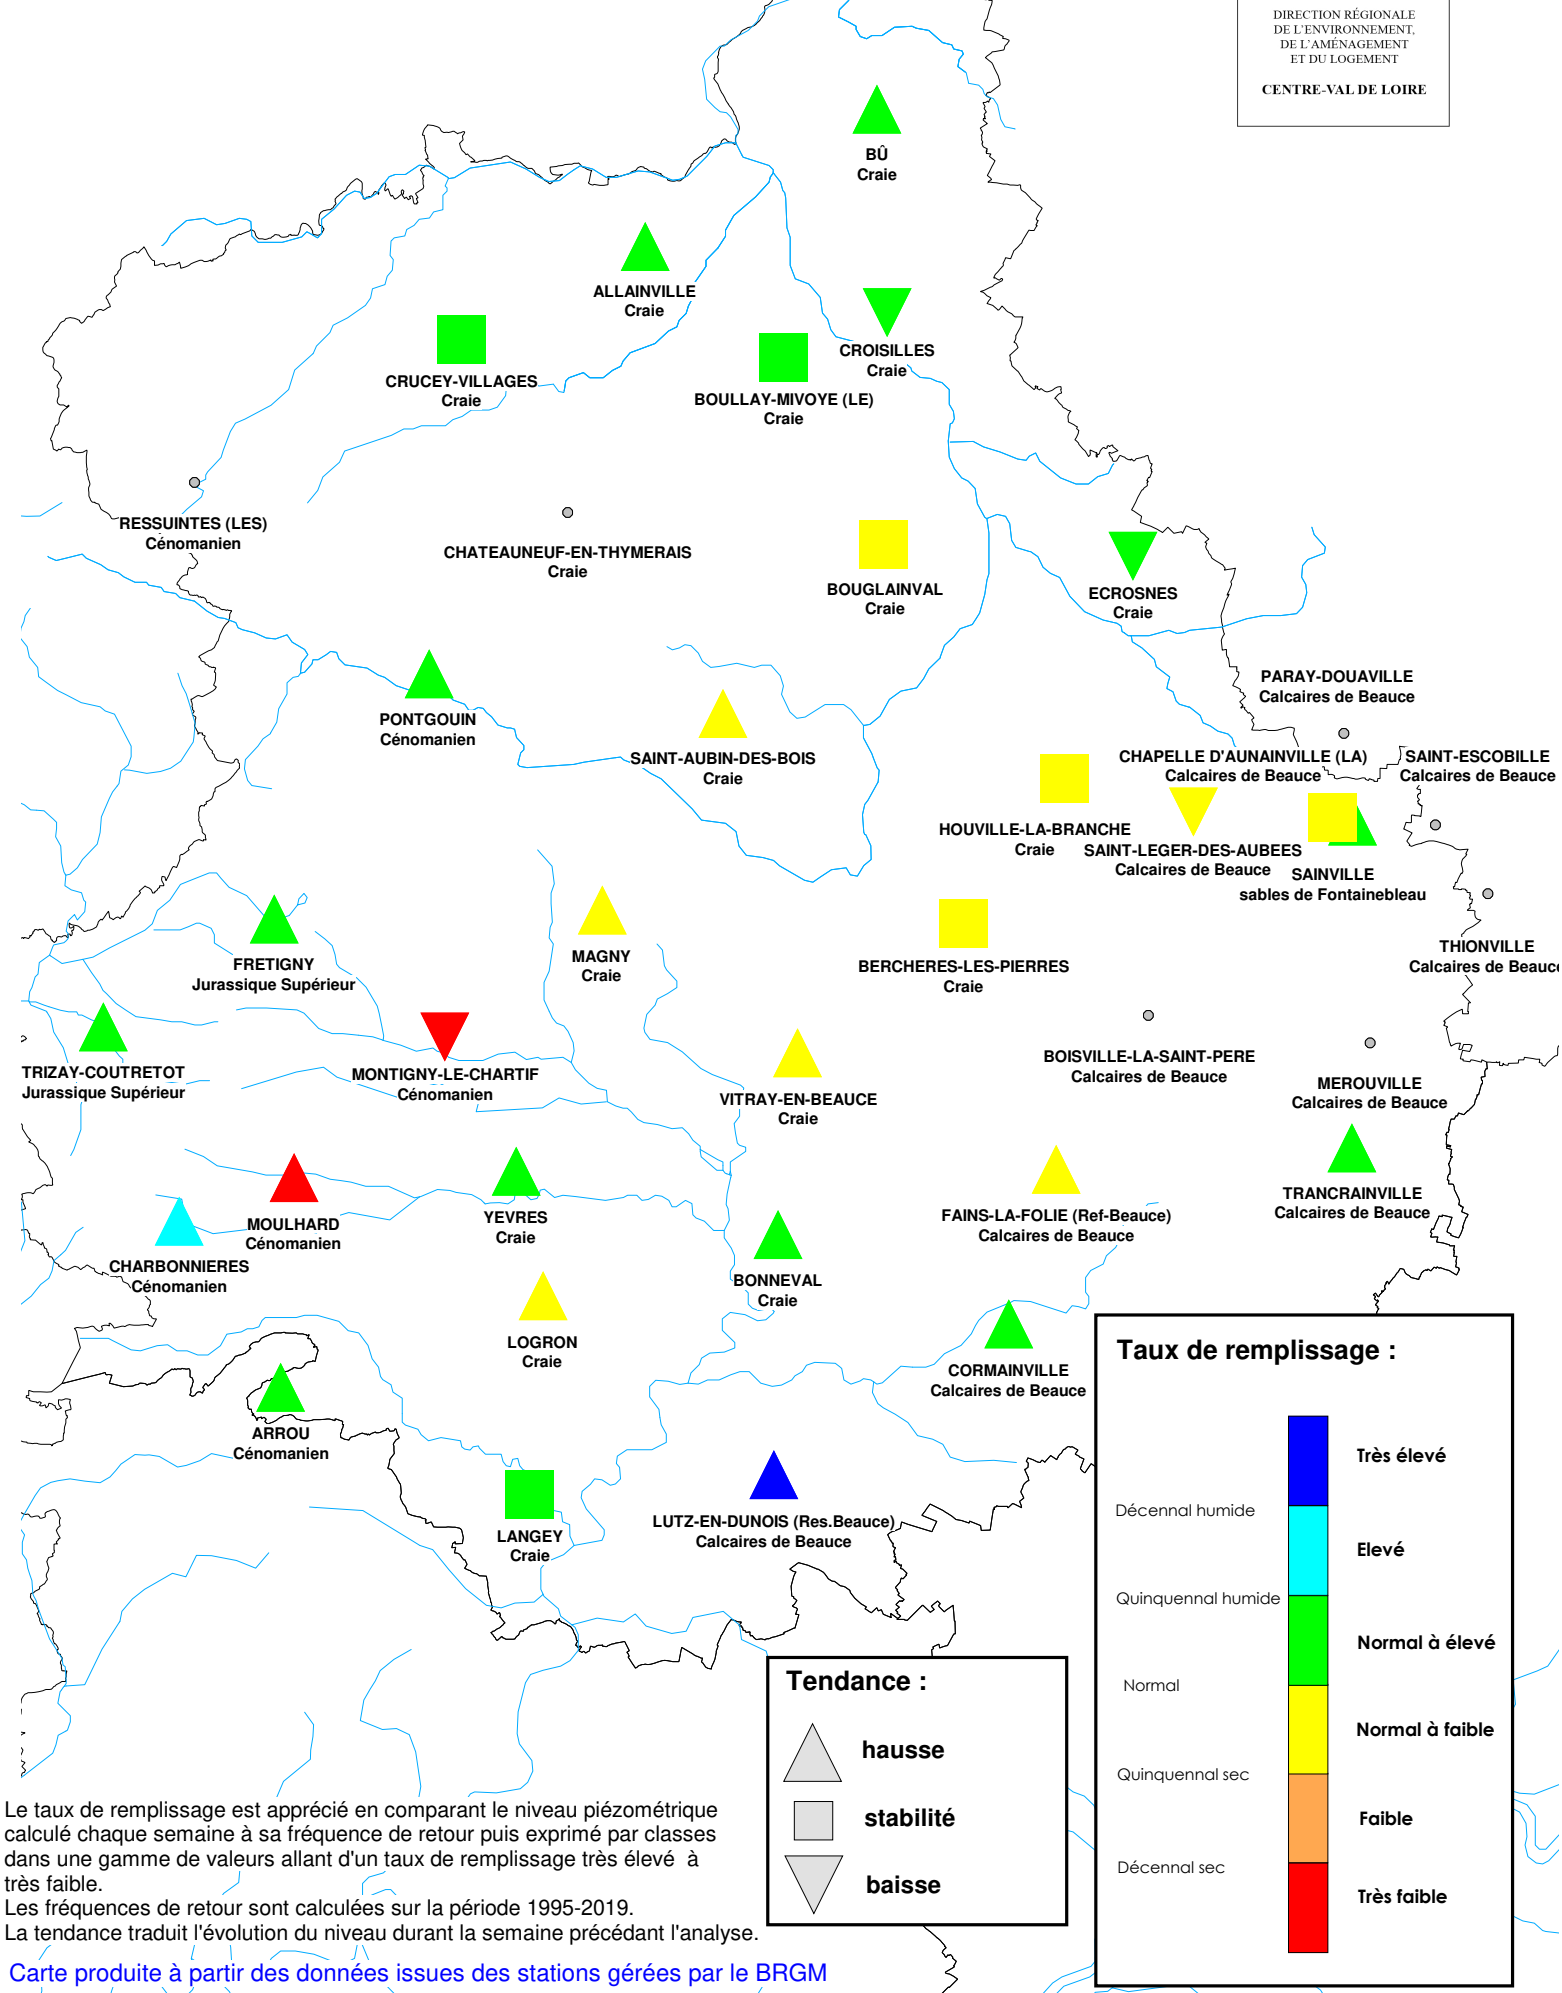 DIRECTION RÉGIONALE
DE L'ENVIRONNEMENT,
DE L'AMÉNAGEMENT
ET DU LOGEMENT
CENTRE-VAL DE LOIRE
BÛ
Craie
ALLAINVILLE
Craie
CROISILLES
Craie
CRUCEY-VILLAGES
Craie
BOULLAY-MIVOYE (LE)
Craie
RESSUINTES (LES)
Cénomanien
CHATEAUNEUF-EN-THYMERAIS
Craie
BOUGLAINVAL
Craie
ECROSNES
Craie
PARAY-DOUAVILLE
Calcaires de Beauce
PONTGOUIN
Cénomanien
SAINT-AUBIN-DES-BOIS
Craie
CHAPELLE D'AUNAINVILLE (LA)
Calcaires de Beauce
SAINT-ESCOBILLE
Calcaires de Beauce
HOUVILLE-LA-BRANCHE
Craie
SAINT-LEGER-DES-AUBEES
Calcaires de Beauce
SAINVILLE
sables de Fontainebleau
THIONVILLE
Calcaires de Beauce
FRETIGNY
Jurassique Supérieur
MAGNY
Craie
BERCHERES-LES-PIERRES
Craie
TRIZAY-COUTRETOT
Jurassique Supérieur
MONTIGNY-LE-CHARTIF
Cénomanien
VITRAY-EN-BEAUCE
Craie
BOISVILLE-LA-SAINT-PERE
Calcaires de Beauce
MEROUVILLE
Calcaires de Beauce
MOULHARD
Cénomanien
YEVRES
Craie
FAINS-LA-FOLIE (Ref-Beauce)
Calcaires de Beauce
TRANCRAINVILLE
Calcaires de Beauce
CHARBONNIERES
Cénomanien
BONNEVAL
Craie
LOGRON
Craie
CORMAINVILLE
Calcaires de Beauce
ARROU
Cénomanien
LANGEY
Craie
LUTZ-EN-DUNOIS (Res.Beauce)
Calcaires de Beauce
Taux de remplissage :
Très élevé
Décennal humide
Elevé
Quinquennal humide
Normal à élevé
Normal
Normal à faible
Quinquennal sec
Faible
Décennal sec
Très faible
Tendance :
hausse
stabilité
baisse
Le taux de remplissage est apprécié en comparant le niveau piézométrique
calculé chaque semaine à sa fréquence de retour puis exprimé par classes
dans une gamme de valeurs allant d'un taux de remplissage très élevé à
très faible.
Les fréquences de retour sont calculées sur la période 1995-2019.
La tendance traduit l'évolution du niveau durant la semaine précédant l'analyse.
Carte produite à partir des données issues des stations gérées par le BRGM